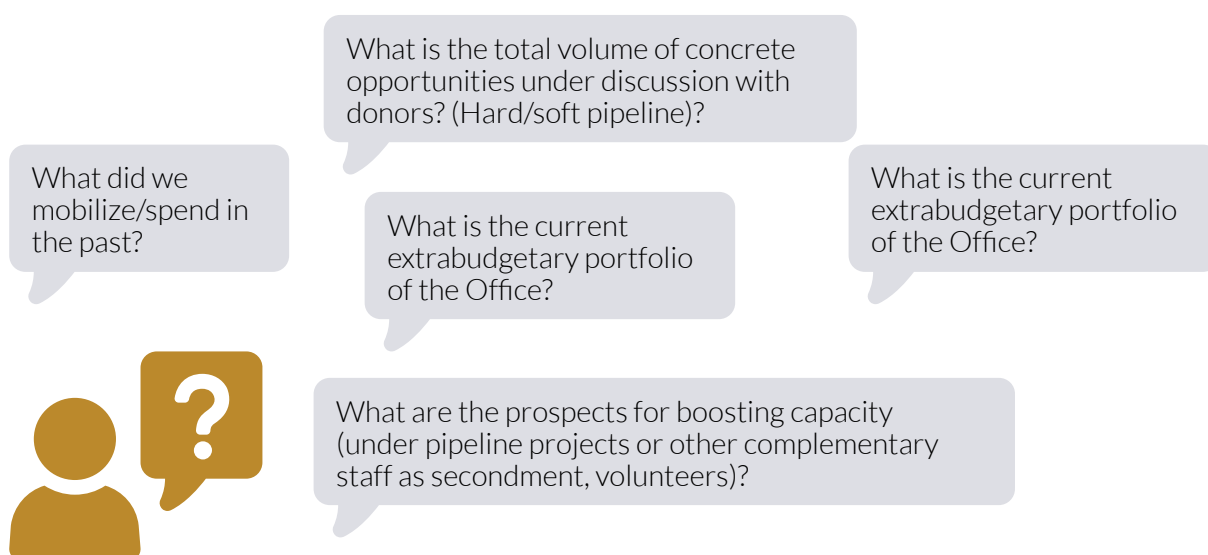 What is the total volume of concrete
opportunities under discussion with
donors? (Hard/soft pipeline)?
What did we
mobilize/spend in
the past?
What is the current
extrabudgetary portfolio
of the Office?
What is the current
extrabudgetary portfolio
of the Office?
?
What are the prospects for boosting capacity
(under pipeline projects or other complementary
staff as secondment, volunteers)?